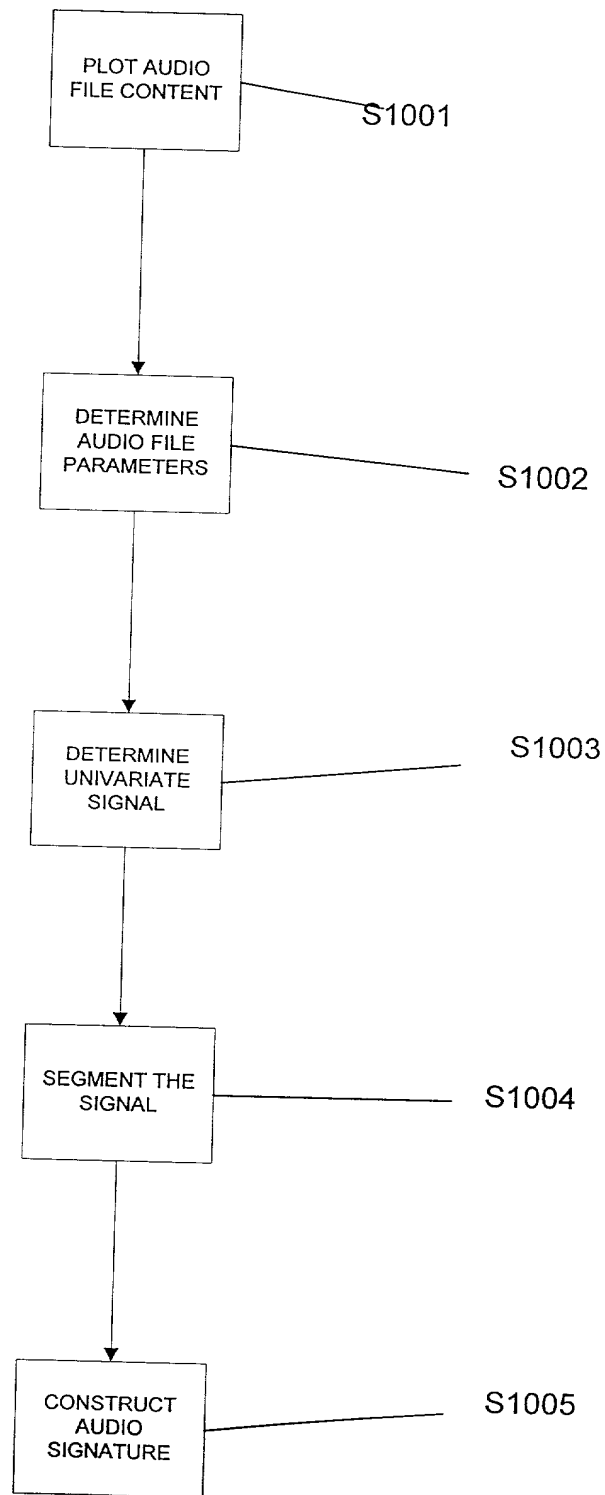 PLOT AUDIO
FILE CONTENT
S1001
DETERMINE
AUDIO FILE
PARAMETERS
S1002
DETERMINE
UNIVARIATE
SIGNAL
S1003
SEGMENT THE
SIGNAL
S1004
CONSTRUCT
AUDIO
SIGNATURE
S1005